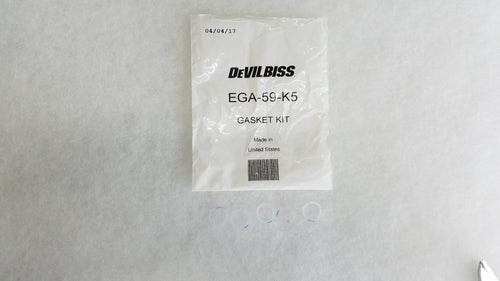 04/04/17
DEVILBISS
EGA-59-K5
GASKET KIT
Made in
United States